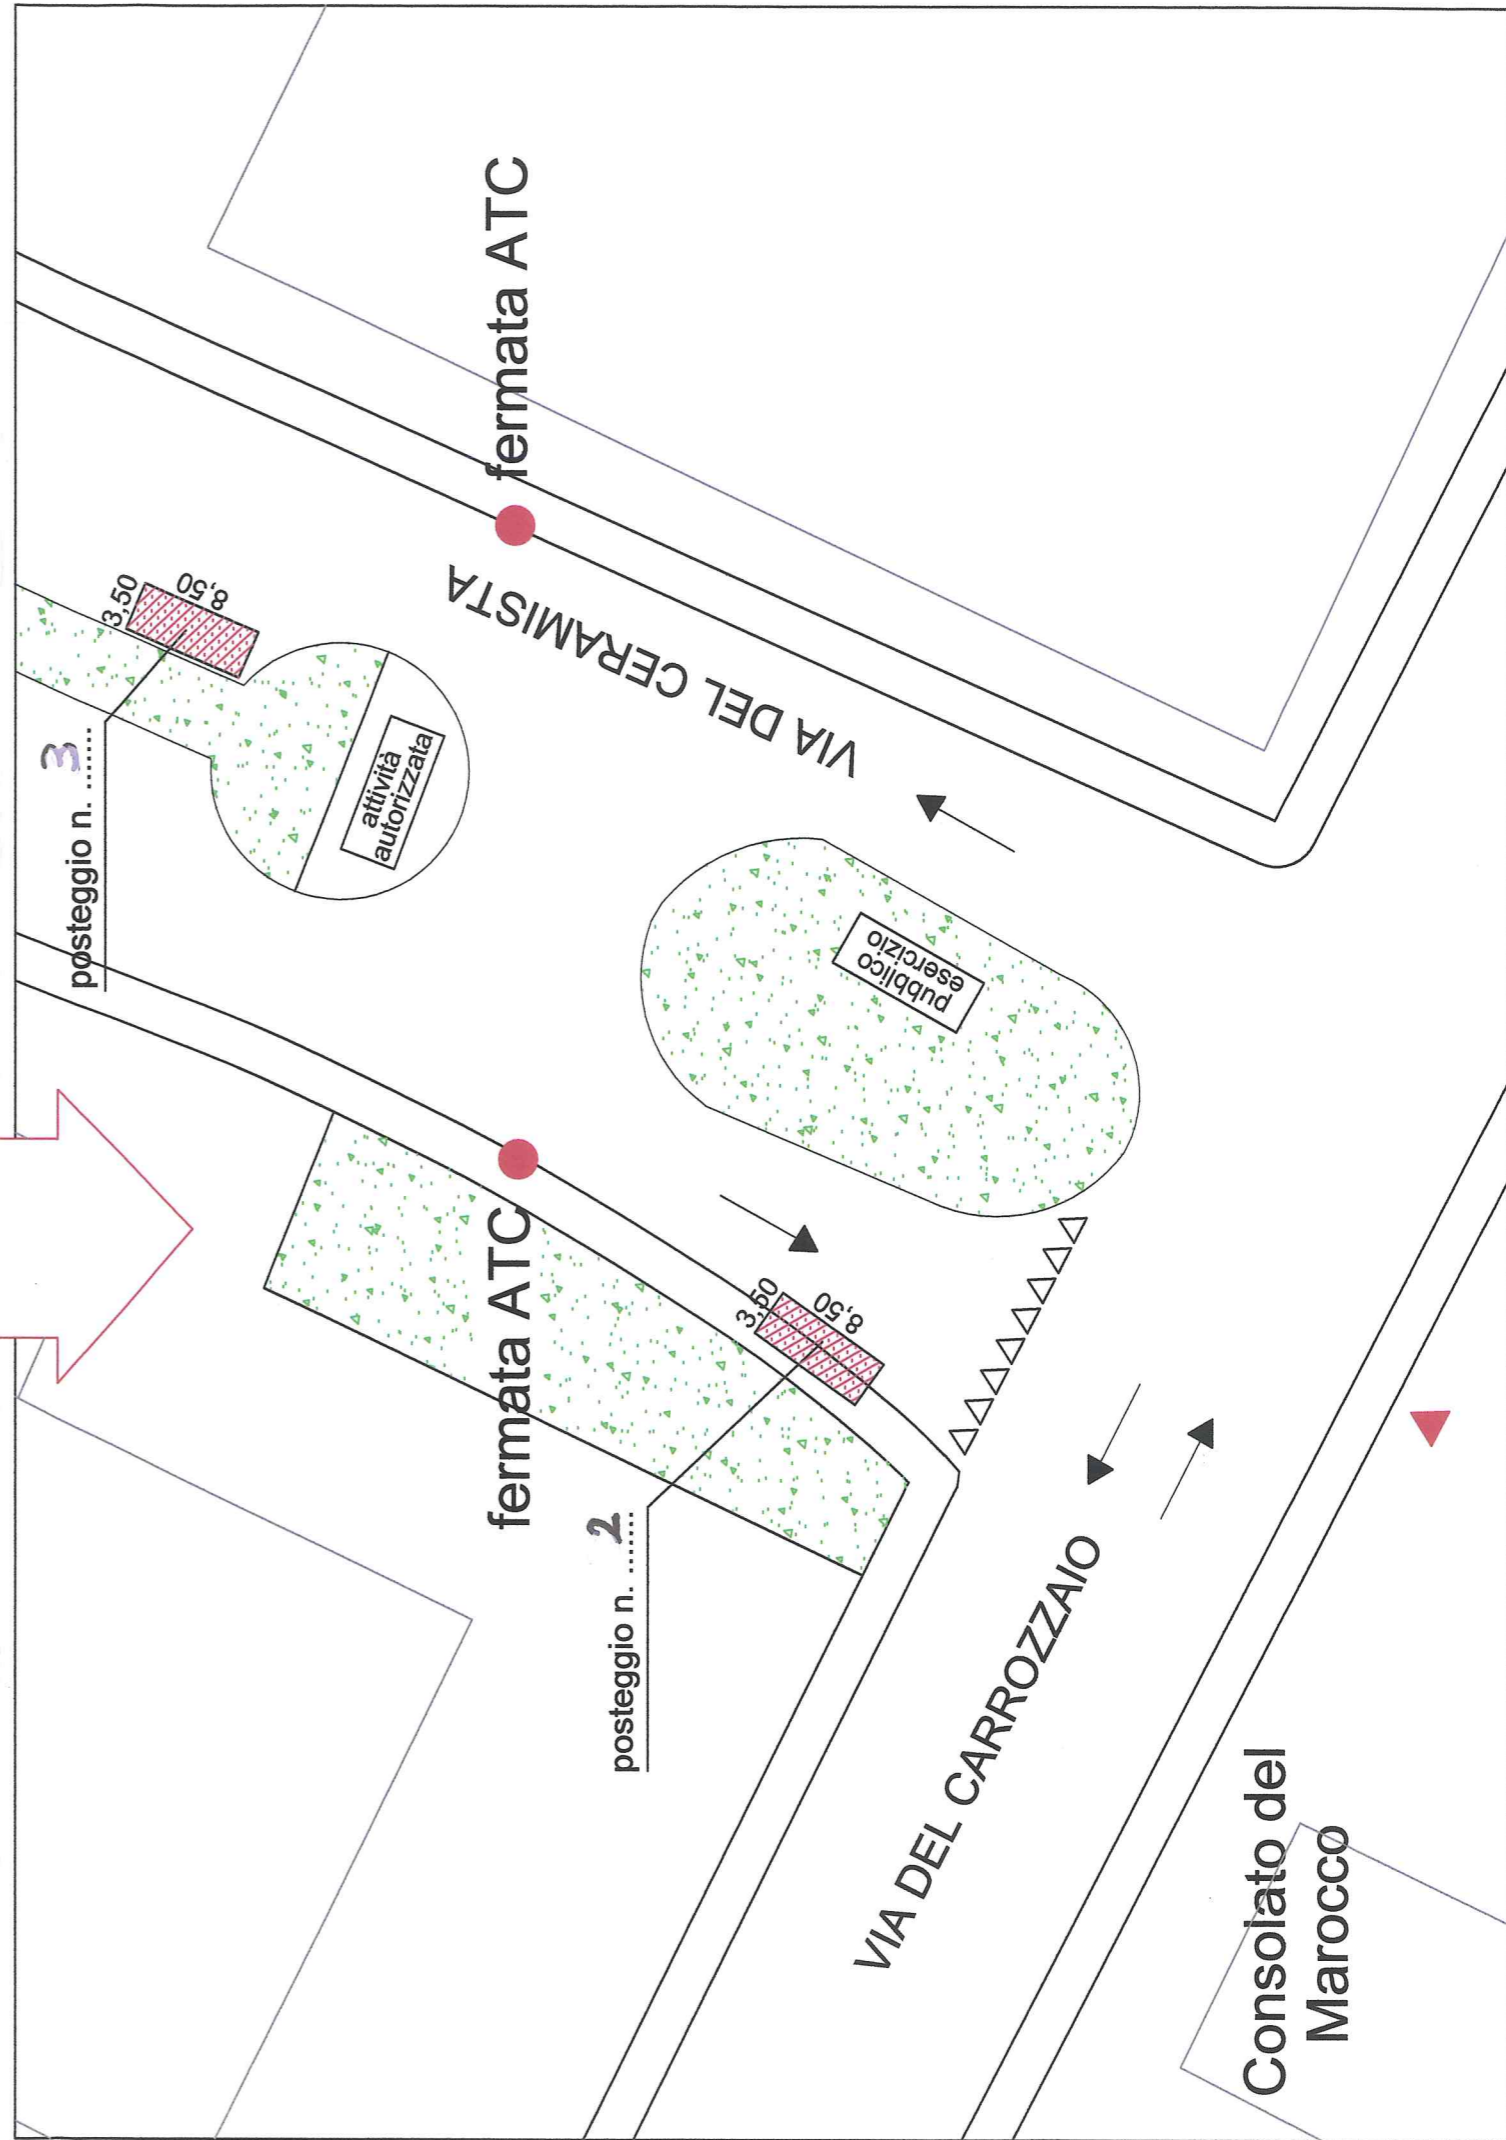 posteggio n. ...... 3
3,50
8,50
attività
autorizzata
fermata ATC
VIA DEL CERAMISTA
pubblico
esercizio
fermata ATC
3,50
8,50
posteggio n. ....... 2
VIA DEL CARROZZAIO
Consolato del
Marocco